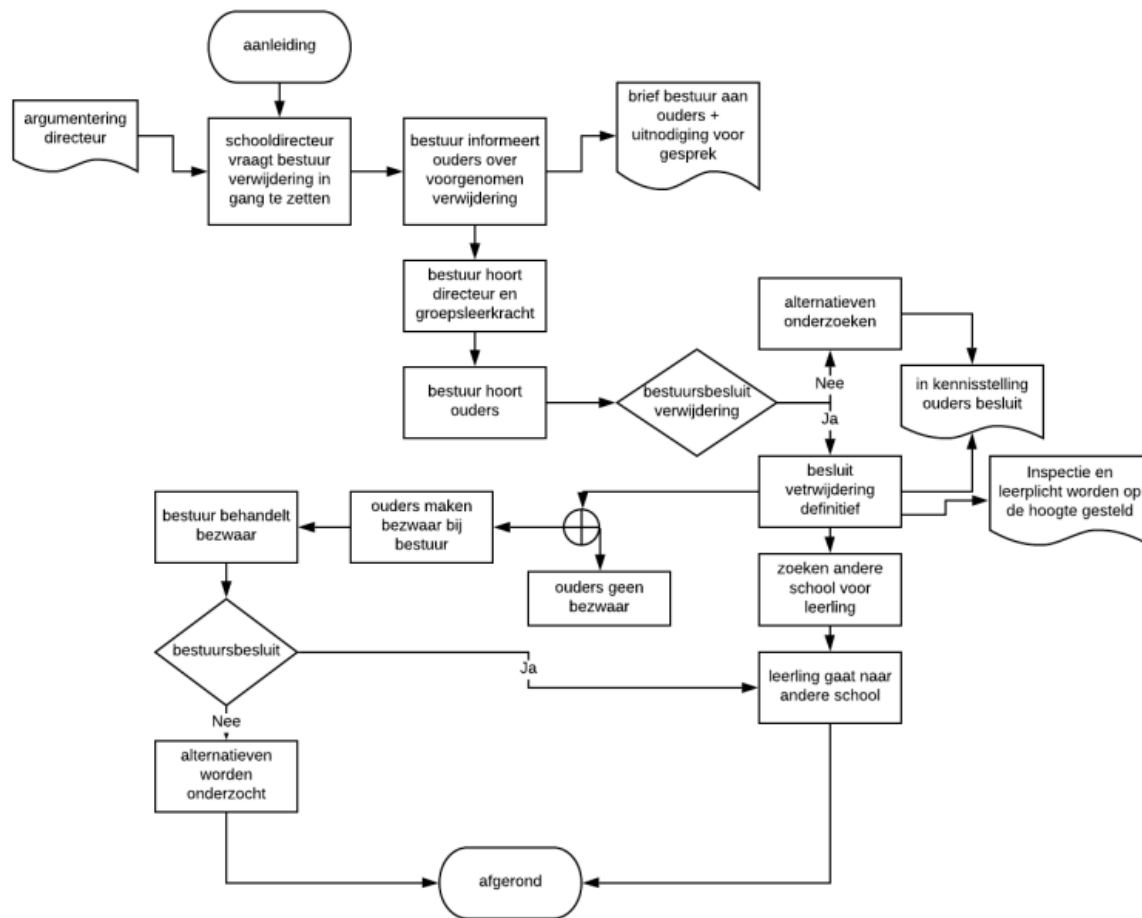 aanleiding
argumentering
directeur
schooldirecteur
vraagt bestuur
verwijdering in
gang te zetten
bestuur informeert
ouders over
voorgenomen
verwijdering
brief bestuur aan
ouders +
uitnodiging voor
gesprek
bestuur hoort
directeur en
groepsleerkracht
bestuur hoort
ouders
bestuursbesluit
verwijdering
Nee
Ja
alternatieven
onderzoeken
in kennisstelling
ouders besluit
besluit
vetrwijdering
definitief
Inspectie en
leerplicht worden op
de hoogte gesteld
ouders maken
bezwaar bij
bestuur
bestuur behandelt
bezwaar
ouders geen
bezwaar
zoeken andere
school voor
leerling
bestuursbesluit
Ja
leerling gaat naar
andere school
Nee
alternatieven
worden
onderzocht
afgerond